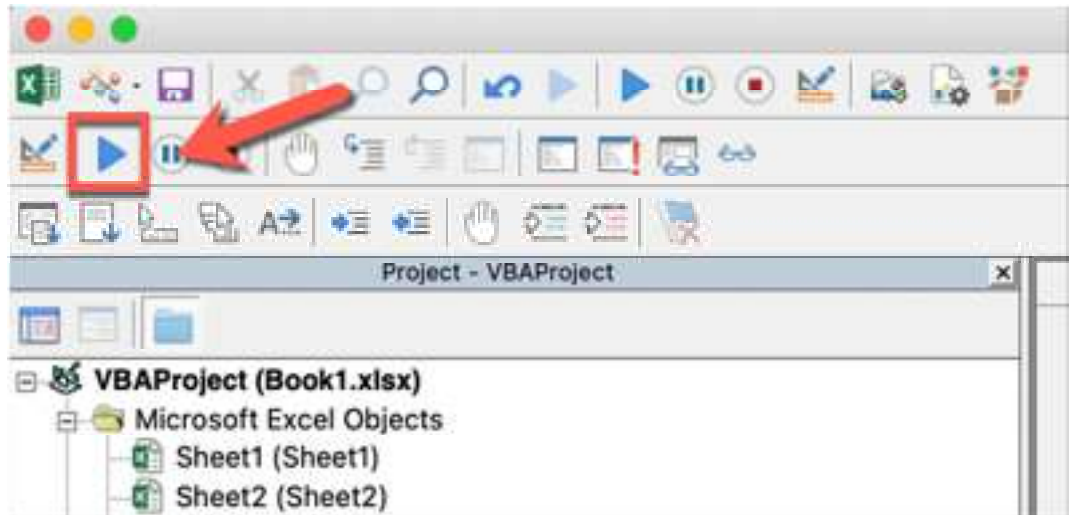 Project - VBAProject
VBAProject (Book1.xlsx)
Microsoft Excel Objects
Sheet1 (Sheet1)
Sheet2 (Sheet2)